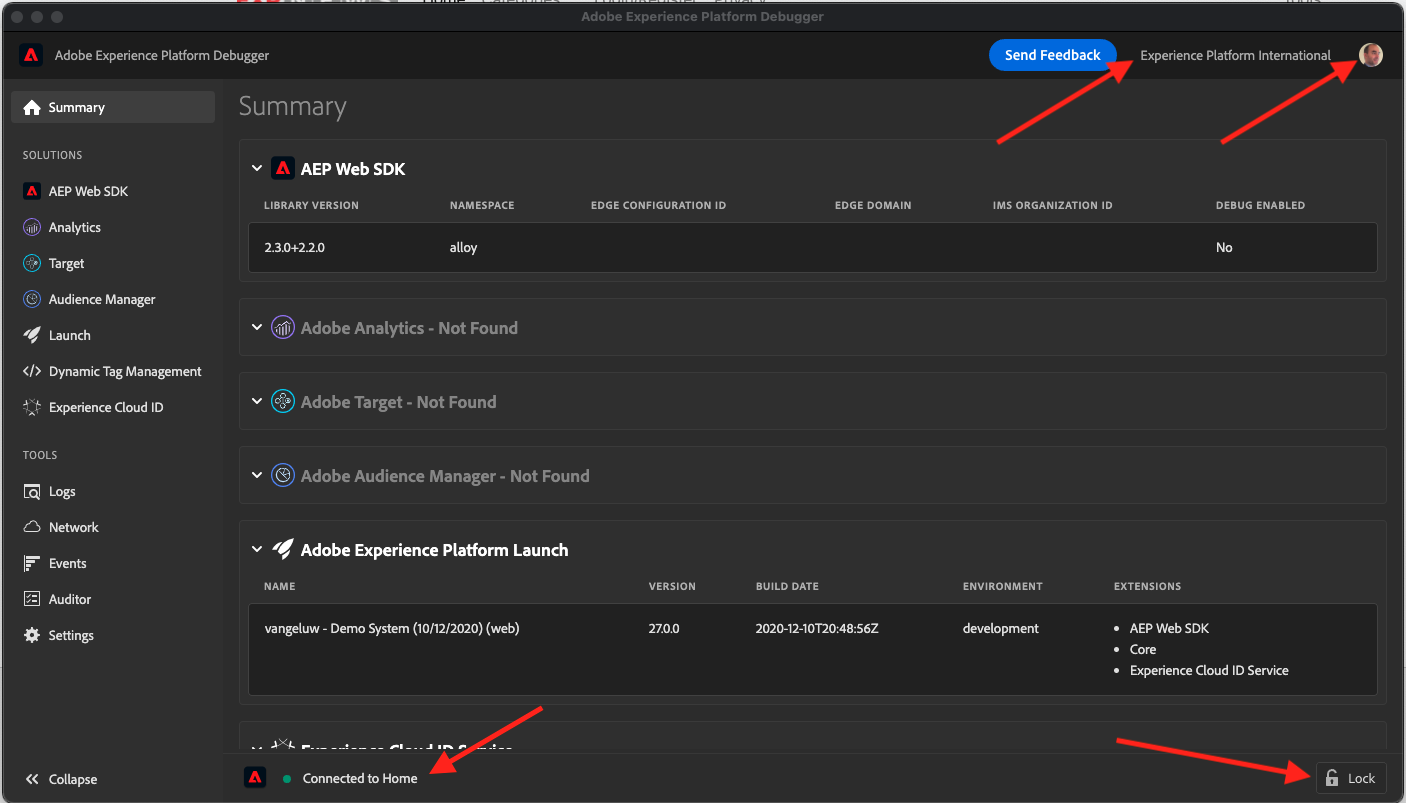 Adobe Experience Platform Debugger
Adobe Experience Platform Debugger
Send Feedback
Experience Platform International
Summary
SOLUTIONS
AEP Web SDK
Analytics
Target
Audience Manager
Launch
Dynamic Tag Management
Experience Cloud ID
TOOLS
Logs
Network
Events
Auditor
Settings
Collapse
Summary
AEP Web SDK
LIBRARY VERSION NAMESPACE EDGE CONFIGURATION ID EDGE DOMAIN IMS ORGANIZATION ID DEBUG ENABLED
2.3.0+2.2.0 alloy No
Adobe Analytics - Not Found
Adobe Target - Not Found
Adobe Audience Manager - Not Found
Adobe Experience Platform Launch
NAME VERSION BUILD DATE ENVIRONMENT EXTENSIONS
vangeluw - Demo System (10/12/2020) (web) 27.0.0 2020-12-10T20:48:56Z development • AEP Web SDK
• Core
• Experience Cloud ID Service
Experience Cloud ID Service
Connected to Home
Lock